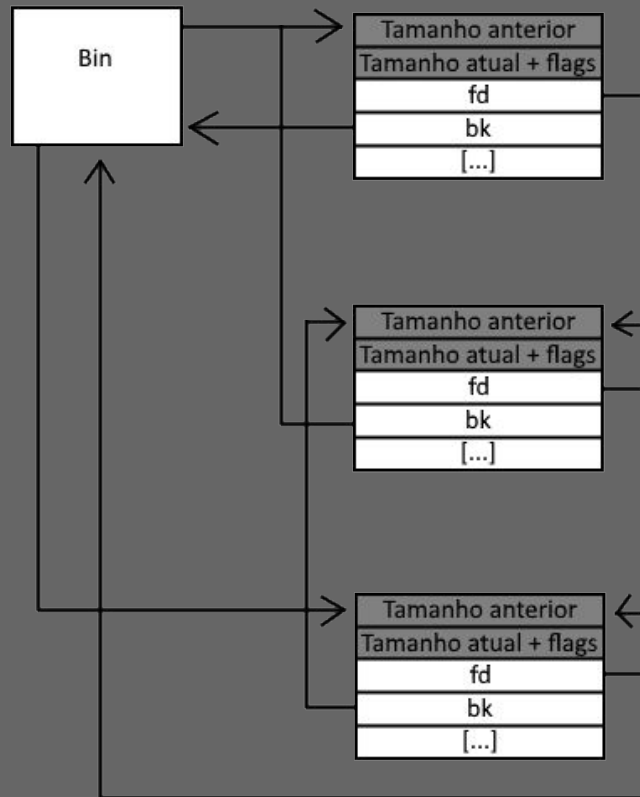 Bin
Tamanho anterior
Tamanho atual + flags
fd
bk
[...]
Tamanho anterior
Tamanho atual + flags
fd
bk
[...]
Tamanho anterior
Tamanho atual + flags
fd
bk
[...]